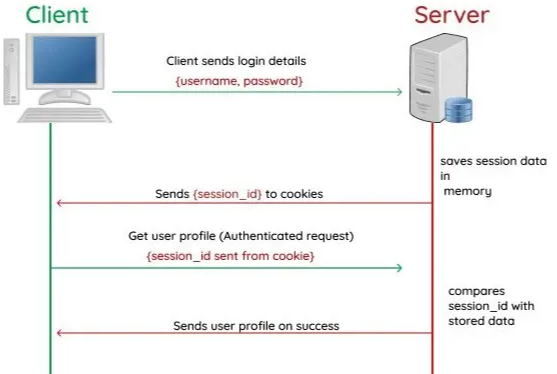 Client
Server
Client sends login details
{username, password}
saves session data
in
memory
Sends {session_id} to cookies
Get user profile (Authenticated request)
{session_id sent from cookie}
compares
session_id with
stored data
Sends user profile on success